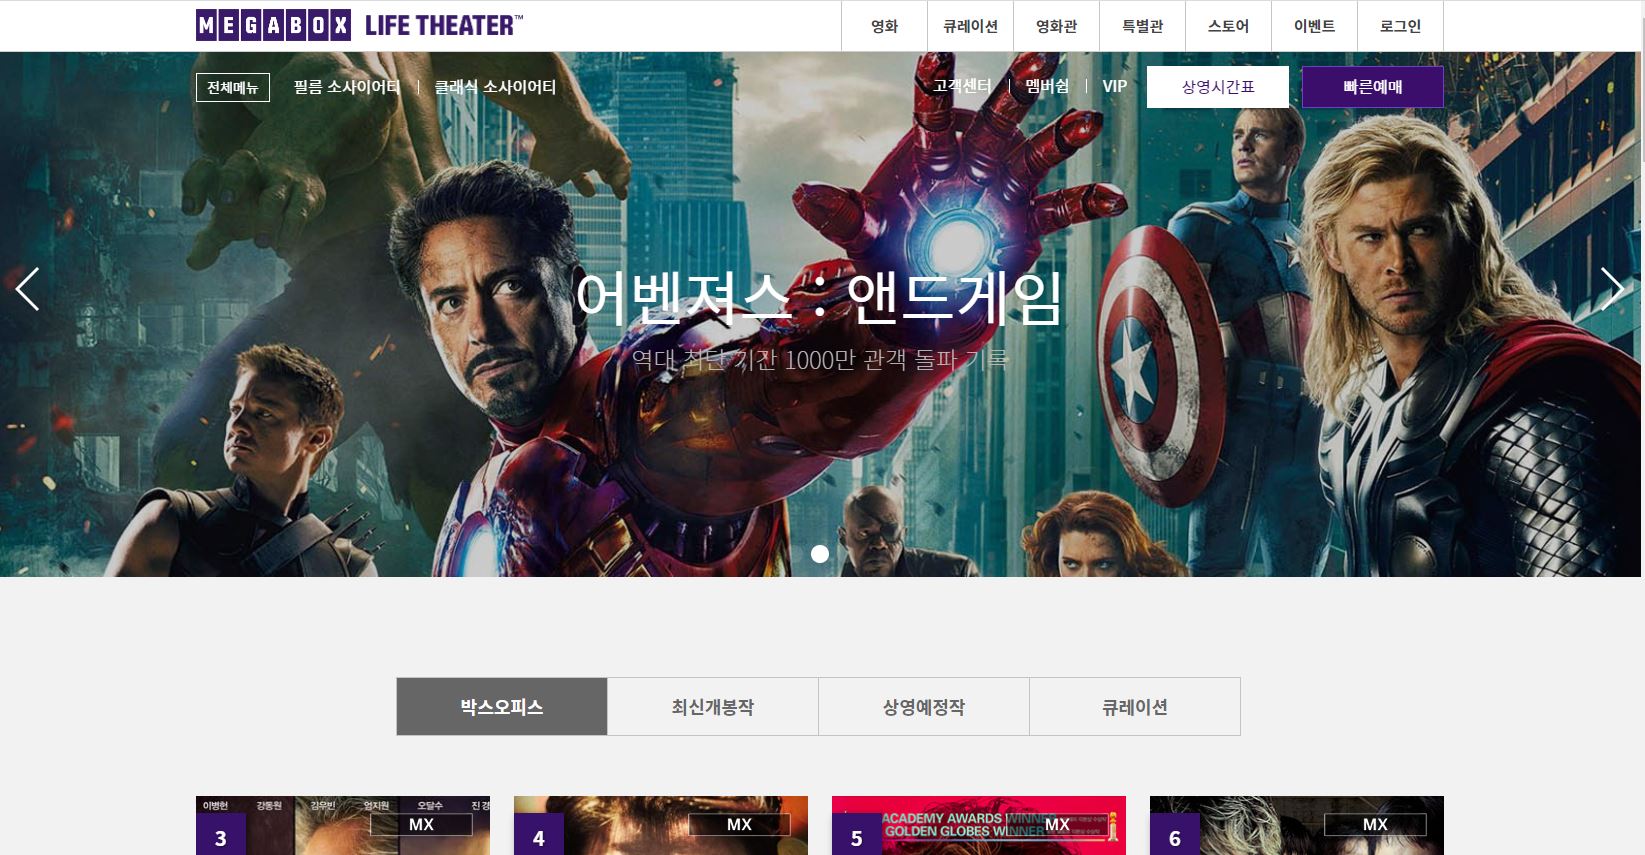 MEGABOX LIFE THEATER™
영화 큐레이션 영화관 특별관 스토어 이벤트 로그인
전체메뉴 필름 소사이어티 클래식 소사이어티 고객센터 멤버쉽 VIP 상영시간표 빠른예매
어벤져스 : 앤드게임
역대 최단 기간 1000만 관객 돌파 기록
박스오피스 최신개봉작 상영예정작 큐레이션
이병헌 강동원 김우빈 엄지원 오달수 진경
3 MX
4 MX
ACADEMY AWARDS WINNER
GOLDEN GLOBES WINNER
5 MX
6 MX